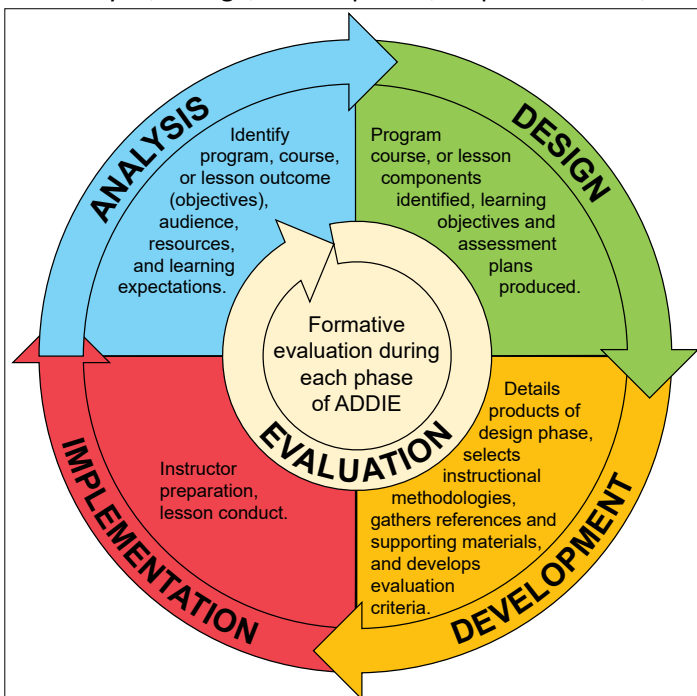 ANALYSIS
Identify
program, course,
or lesson outcome
(objectives),
audience,
resources,
and learning
expectations.
DESIGN
Program
course, or lesson
components
identified, learning
objectives and
assessment
plans
produced.
Formative
evaluation during
each phase
of ADDIE
EVALUATION
Details
products of
design phase,
selects
instructional
methodologies,
gathers references and
supporting materials,
and develops
evaluation
criteria.
DEVELOPMENT
Instructor
preparation,
lesson conduct.
IMPLEMENTATION